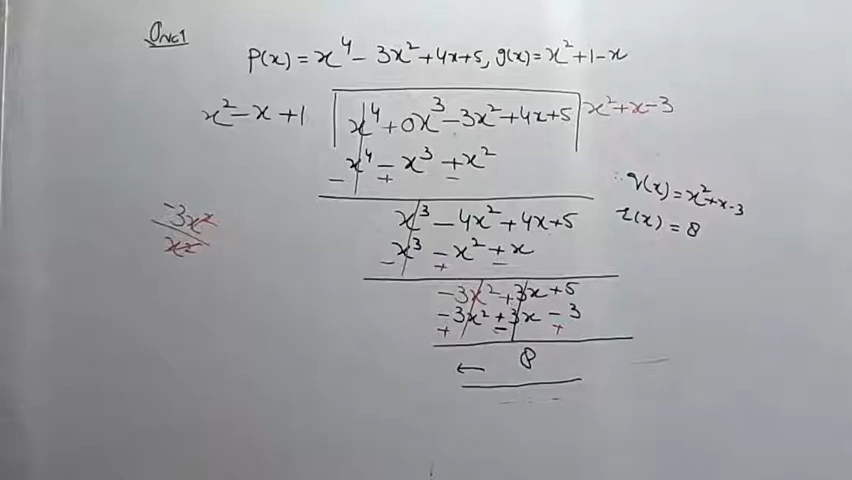 Ques1
P(x) = x⁴ - 3x² + 4x + 5, g(x) = x² + 1 - x
x² - x + 1 x⁴ + 0x³ - 3x² + 4x + 5 x² + x - 3
x⁴ - x³ + x²
- + -
x³ - 4x² + 4x + 5
x³ - x² + x
- + -
-3x² + 3x + 5
-3x² + 3x - 3
+ - +
8
∴ q(x) = x² + x - 3
r(x) = 8
-3x²
x²